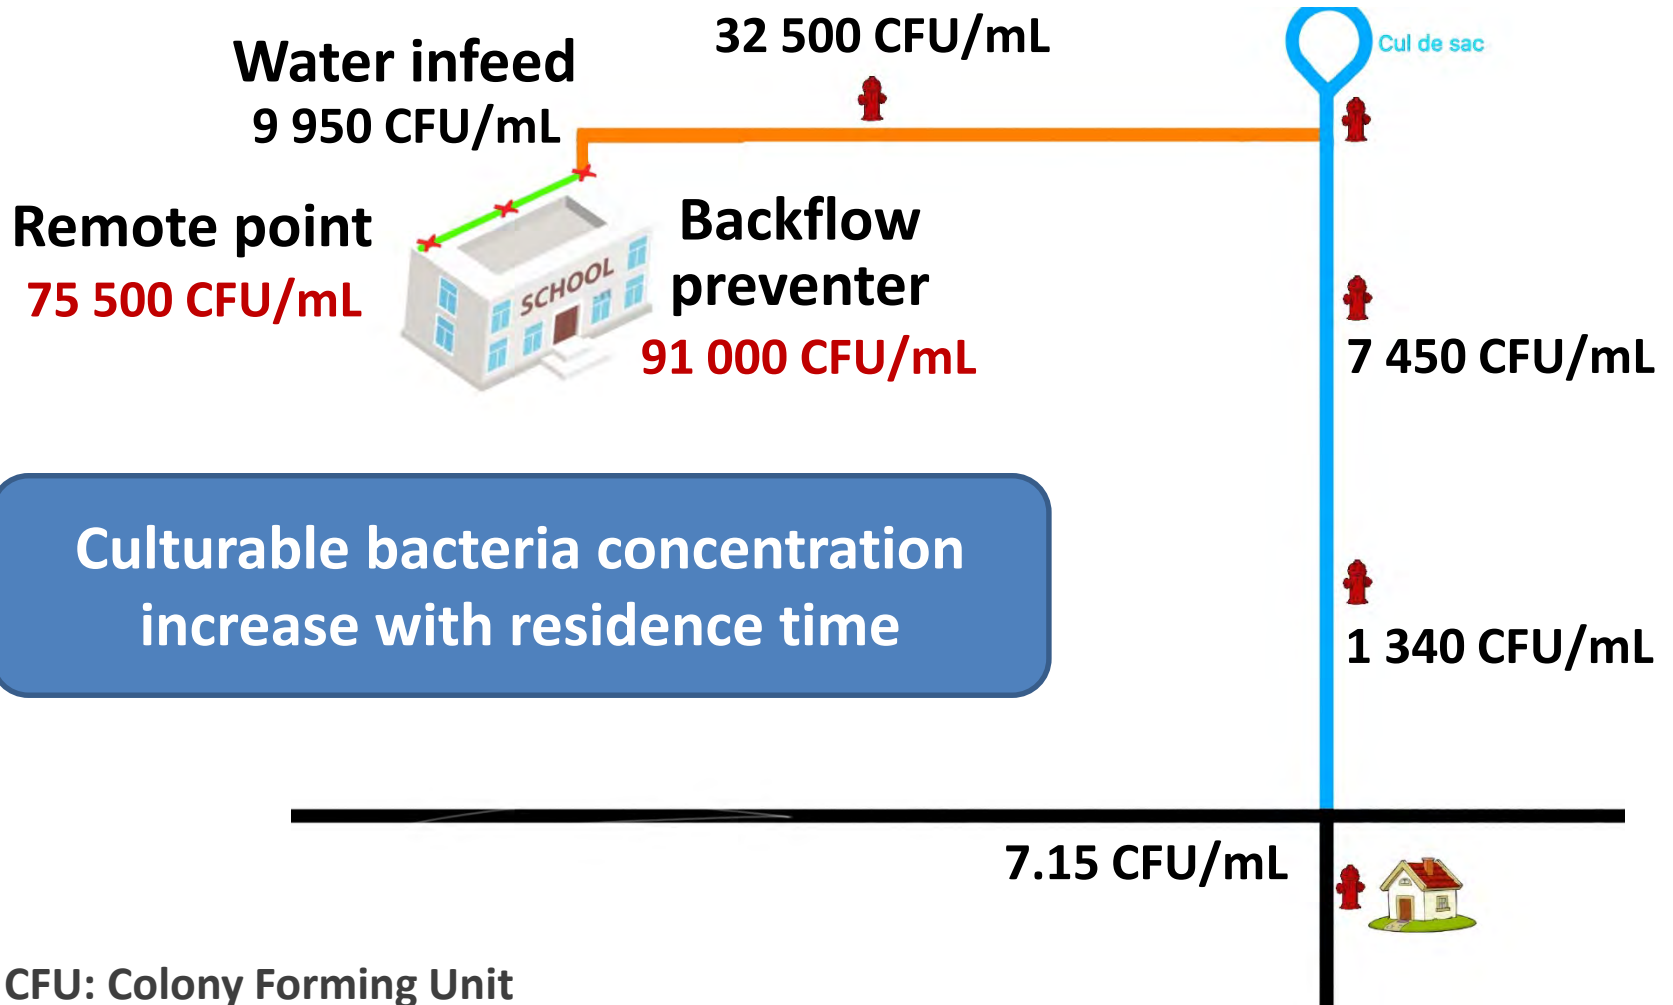 32 500 CFU/mL
Water infeed
9 950 CFU/mL
Cul de sac
Remote point
75 500 CFU/mL
SCHOOL
Backflow
preventer
91 000 CFU/mL
7 450 CFU/mL
Culturable bacteria concentration
increase with residence time
1 340 CFU/mL
7.15 CFU/mL
CFU: Colony Forming Unit